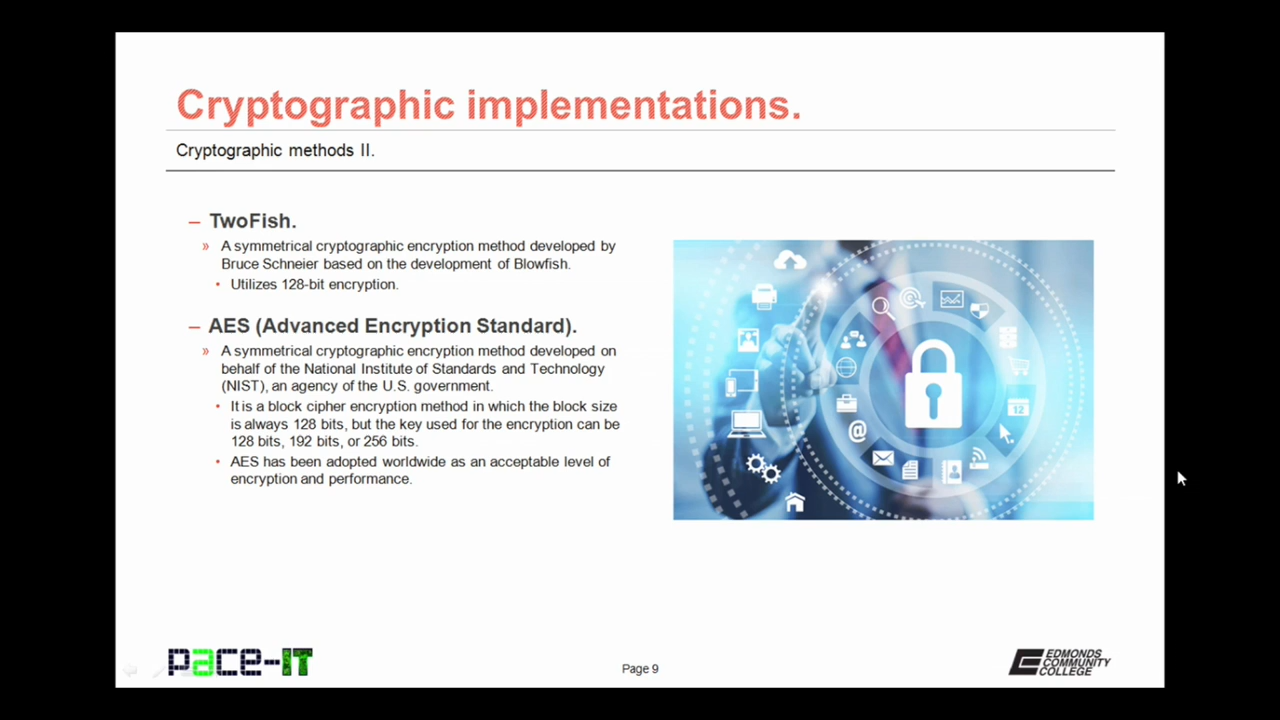 Cryptographic implementations.
Cryptographic methods II.
– TwoFish.
» A symmetrical cryptographic encryption method developed by
Bruce Schneier based on the development of Blowfish.
• Utilizes 128-bit encryption.
– AES (Advanced Encryption Standard).
» A symmetrical cryptographic encryption method developed on
behalf of the National Institute of Standards and Technology
(NIST), an agency of the U.S. government.
• It is a block cipher encryption method in which the block size
is always 128 bits, but the key used for the encryption can be
128 bits, 192 bits, or 256 bits.
• AES has been adopted worldwide as an acceptable level of
encryption and performance.
@
12
pace-IT
Page 9
EDMONDS
COMMUNITY
COLLEGE